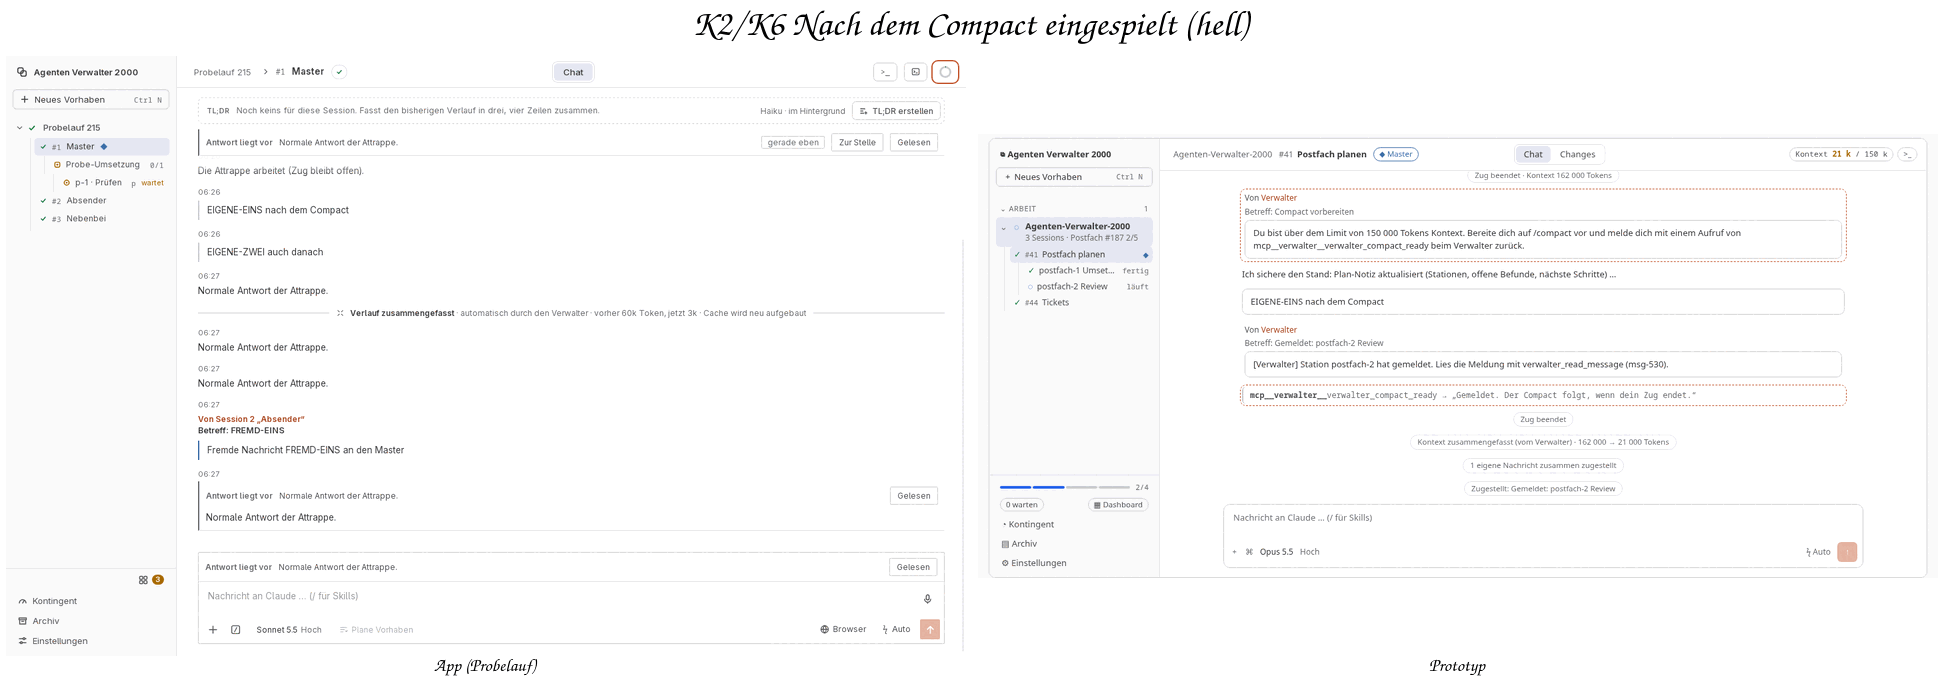 K2/K6 Nach dem Compact eingespielt (hell)
Agenten Verwalter 2000
+ Neues Vorhaben Ctrl N
Probelauf 215
#1 Master
Probe-Umsetzung 0/1
p-1 · Prüfen p wartet
#2 Absender
#3 Nebenbei
3
Kontingent
Archiv
Einstellungen
Probelauf 215 > #1 Master
Chat
>_
TL;DR Noch keins für diese Session. Fasst den bisherigen Verlauf in drei, vier Zeilen zusammen. Haiku · im Hintergrund TL;DR erstellen
Antwort liegt vor Normale Antwort der Attrappe. gerade eben Zur Stelle Gelesen
Die Attrappe arbeitet (Zug bleibt offen).
06:26
EIGENE-EINS nach dem Compact
06:26
EIGENE-ZWEI auch danach
06:27
Normale Antwort der Attrappe.
Verlauf zusammengefasst · automatisch durch den Verwalter · vorher 60k Token, jetzt 3k · Cache wird neu aufgebaut
06:27
Normale Antwort der Attrappe.
06:27
Normale Antwort der Attrappe.
06:27
Von Session 2 „Absender“
Betreff: FREMD-EINS
Fremde Nachricht FREMD-EINS an den Master
06:27
Antwort liegt vor Normale Antwort der Attrappe. Gelesen
Normale Antwort der Attrappe.
Antwort liegt vor Normale Antwort der Attrappe. Gelesen
Nachricht an Claude … (/ für Skills)
+ Sonnet 5.5 Hoch Plane Vorhaben Browser Auto
App (Probelauf)
Agenten Verwalter 2000
+ Neues Vorhaben Ctrl N
ARBEIT 1
Agenten-Verwalter-2000
3 Sessions · Postfach #187 2/5
#41 Postfach planen
postfach-1 Umset... fertig
postfach-2 Review läuft
#44 Tickets
2/4
0 warten Dashboard
Kontingent
Archiv
Einstellungen
Agenten-Verwalter-2000 #41 Postfach planen Master
Chat Changes
Kontext 21 k / 150 k >_
Zug beendet · Kontext 162 000 Tokens
Von Verwalter
Betreff: Compact vorbereiten
Du bist über dem Limit von 150 000 Tokens Kontext. Bereite dich auf /compact vor und melde dich mit einem Aufruf von
mcp__verwalter__verwalter_compact_ready beim Verwalter zurück.
Ich sichere den Stand: Plan-Notiz aktualisiert (Stationen, offene Befunde, nächste Schritte) …
EIGENE-EINS nach dem Compact
Von Verwalter
Betreff: Gemeldet: postfach-2 Review
[Verwalter] Station postfach-2 hat gemeldet. Lies die Meldung mit verwalter_read_message (msg-530).
mcp__verwalter__verwalter_compact_ready → „Gemeldet. Der Compact folgt, wenn dein Zug endet.“
Zug beendet
Kontext zusammengefasst (vom Verwalter) · 162 000 → 21 000 Tokens
1 eigene Nachricht zusammen zugestellt
Zugestellt: Gemeldet: postfach-2 Review
Nachricht an Claude … (/ für Skills)
+ ⌘ Opus 5.5 Hoch Auto ↑
Prototyp